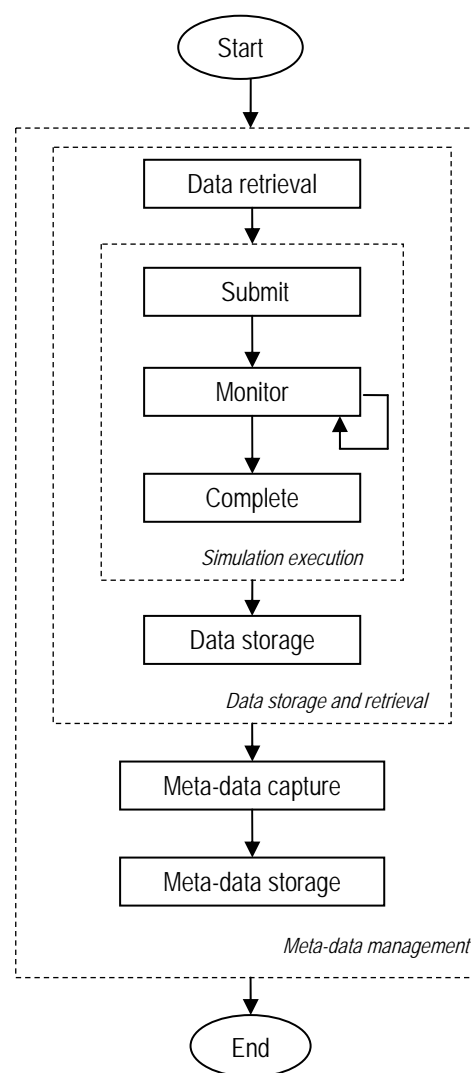 Start
Data retrieval
Submit
Monitor
Complete
Simulation execution
Data storage
Data storage and retrieval
Meta-data capture
Meta-data storage
Meta-data management
End